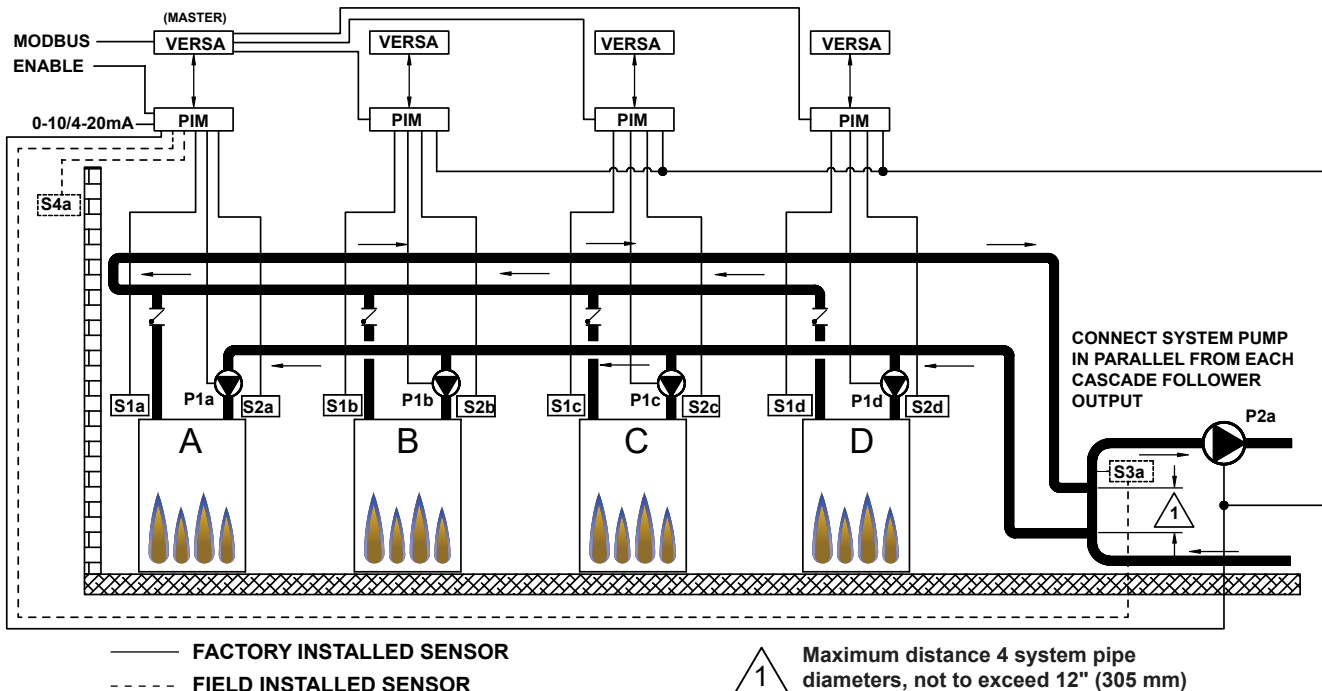 (MASTER)
MODBUS
VERSA
VERSA
VERSA
VERSA
ENABLE
0-10/4-20mA
PIM
PIM
PIM
PIM
S4a
CONNECT SYSTEM PUMP
IN PARALLEL FROM EACH
CASCADE FOLLOWER
OUTPUT
S1a
P1a
S2a
S1b
P1b
S2b
S1c
P1c
S2c
S1d
P1d
S2d
P2a
A
B
C
D
S3a
1
FACTORY INSTALLED SENSOR
FIELD INSTALLED SENSOR
1
Maximum distance 4 system pipe
diameters, not to exceed 12" (305 mm)